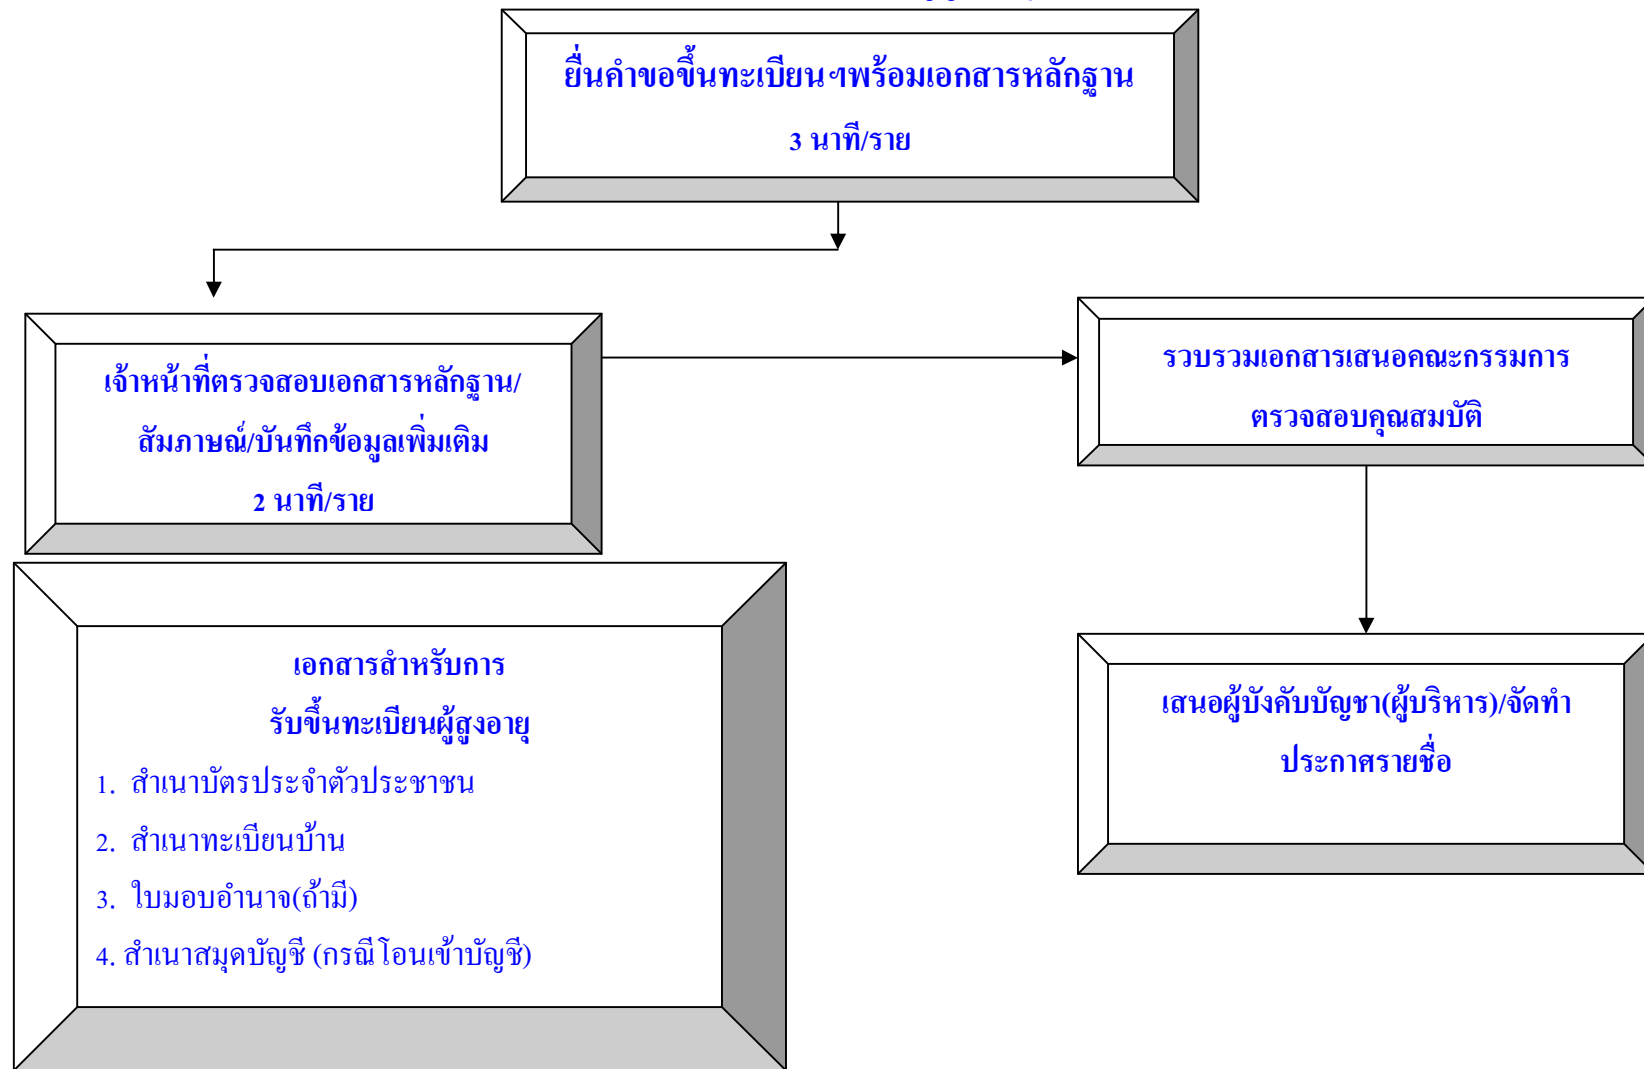 ยื่นคำขอขึ้นทะเบียนฯพร้อมเอกสารหลักฐาน
3 นาที/ราย
เจ้าหน้าที่ตรวจสอบเอกสารหลักฐาน/
สัมภาษณ์/บันทึกข้อมูลเพิ่มเติม
2 นาที/ราย
รวบรวมเอกสารเสนอคณะกรรมการ
ตรวจสอบคุณสมบัติ
เสนอผู้บังคับบัญชา(ผู้บริหาร)/จัดทำ
ประกาศรายชื่อ
เอกสารสำหรับการ
รับขึ้นทะเบียนผู้สูงอายุ
1. สำเนาบัตรประจำตัวประชาชน
2. สำเนาทะเบียนบ้าน
3. ใบมอบอำนาจ(ถ้ามี)
4. สำเนาสมุดบัญชี (กรณีโอนเข้าบัญชี)